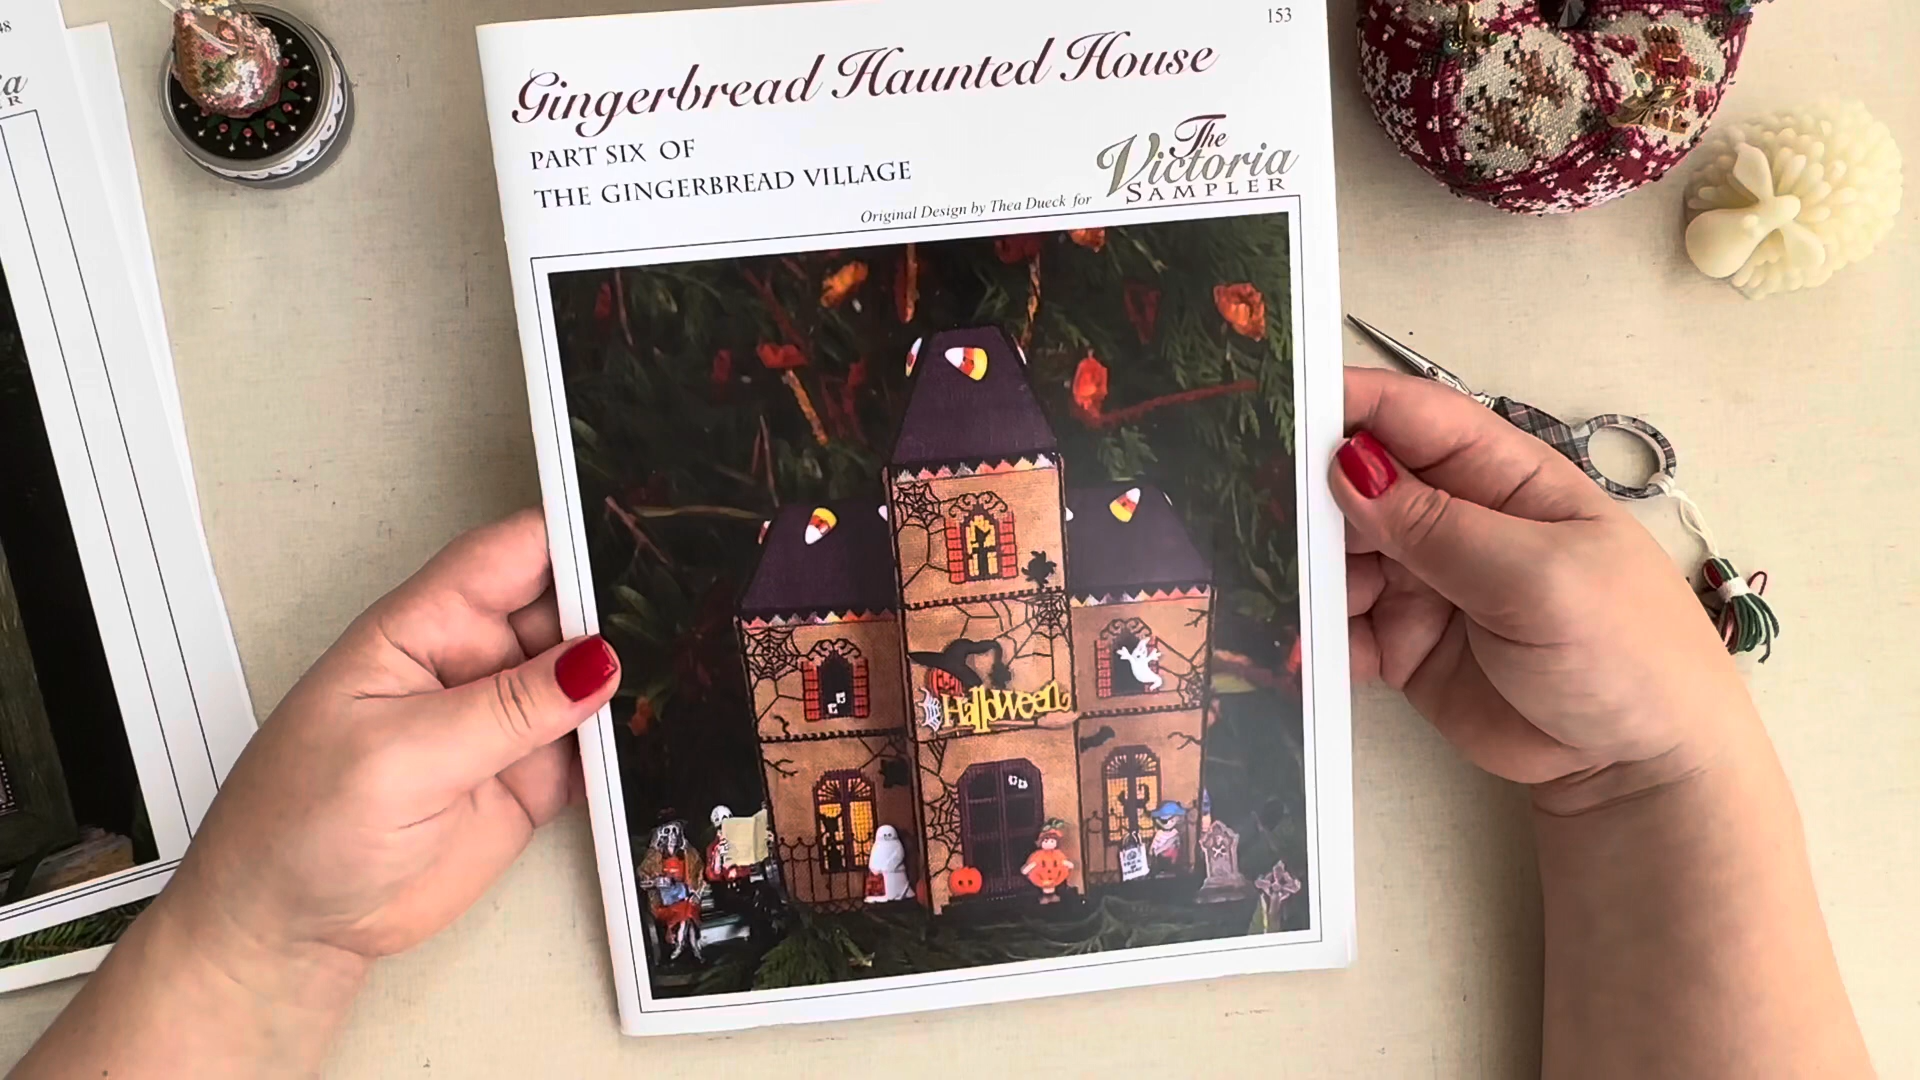 153
Gingerbread Haunted House
PART SIX OF
THE GINGERBREAD VILLAGE
The
Victoria
SAMPLER
Original Design by Thea Dueck for
Halloween
48